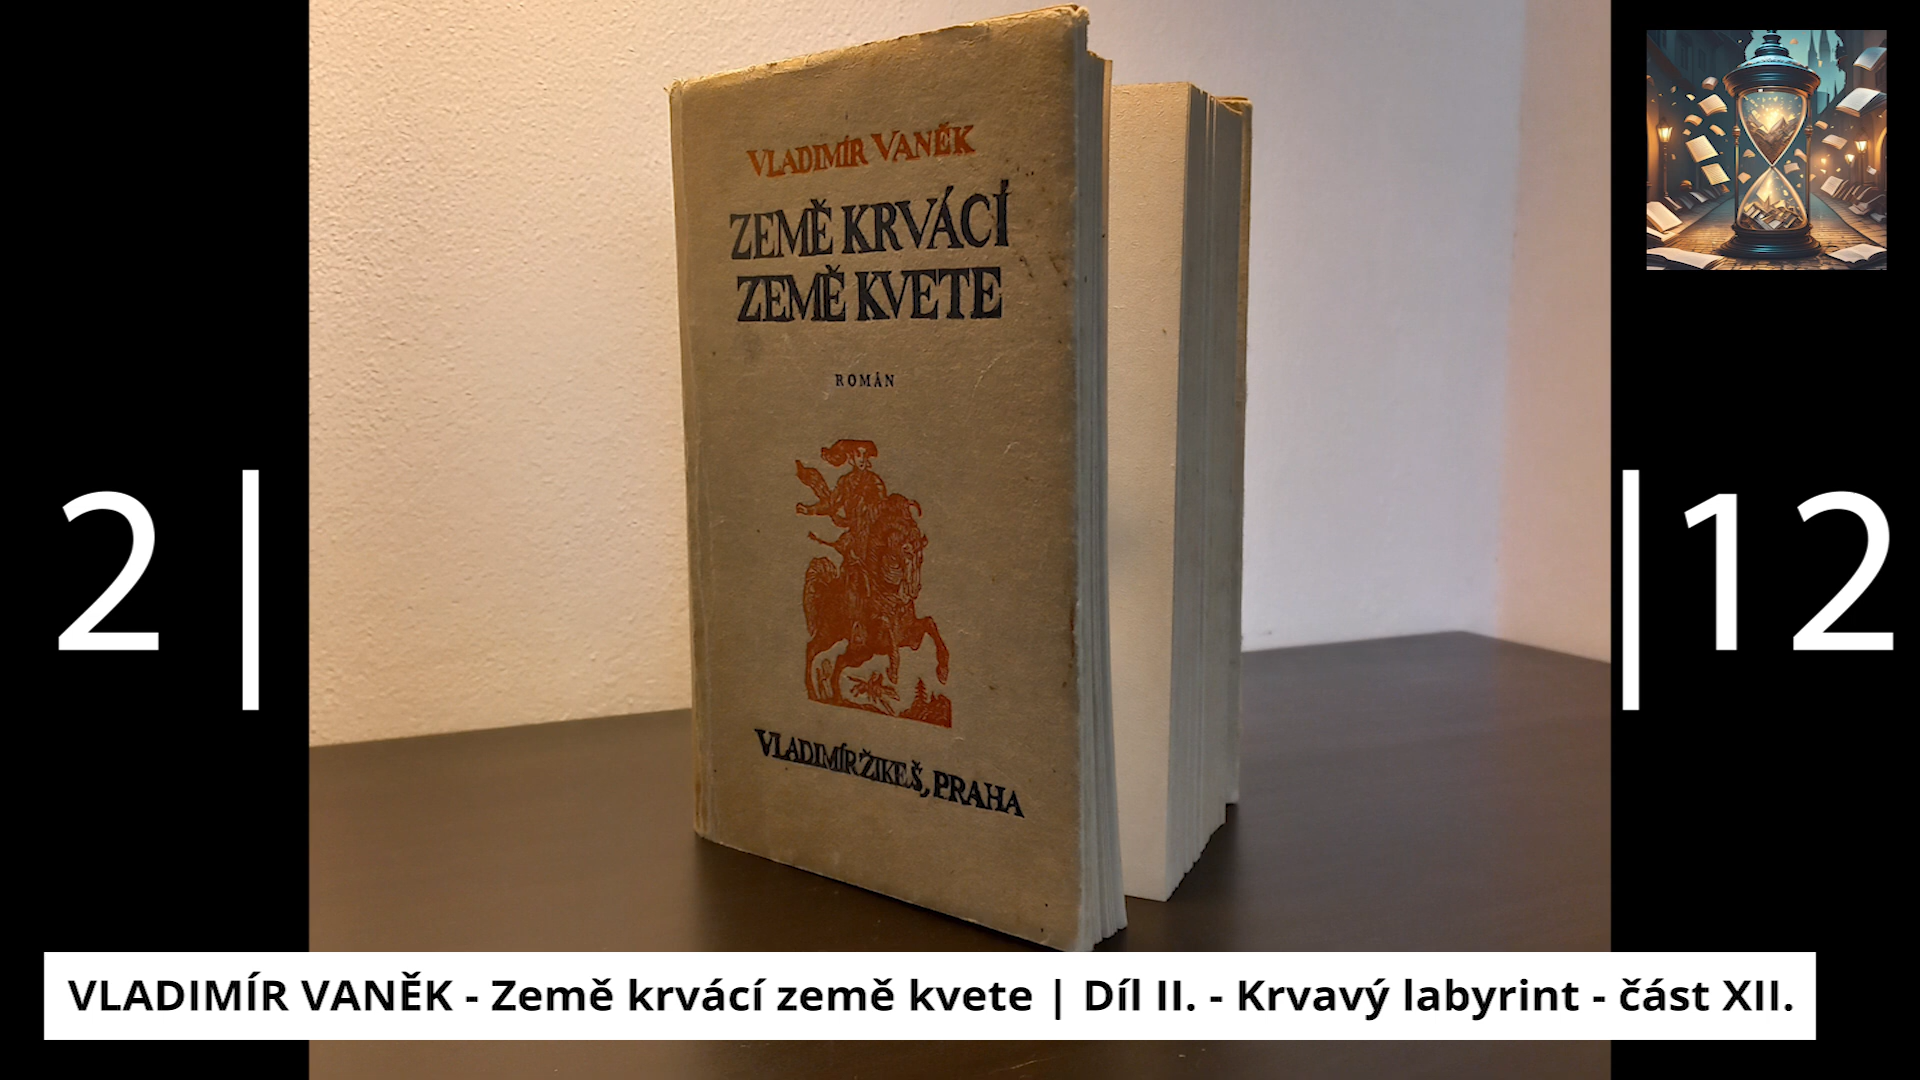 VLADIMÍR VANĚK
ZEMĚ KRVÁCÍ
ZEMĚ KVETE
ROMÁN
VLADIMÍR ŽIKEŠ, PRAHA
2 |
| 12
VLADIMÍR VANĚK - Země krvácí země kvete | Díl II. - Krvavý labyrint - část XII.